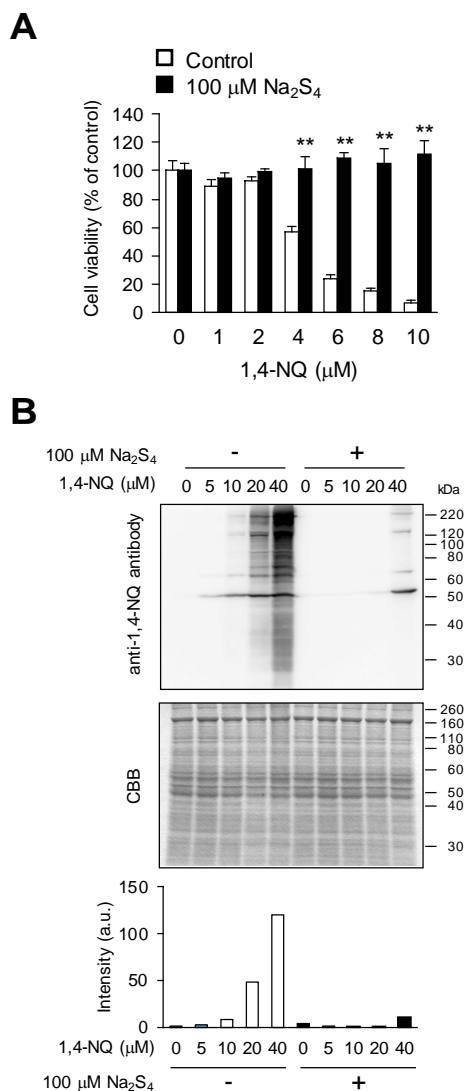 A
Control
100 μM Na₂S₄
** ** ** **
Cell viability (% of control)
140
120
100
80
60
40
20
0
0 1 2 4 6 8 10
1,4-NQ (μM)
B
100 μM Na₂S₄ - +
1,4-NQ (μM) 0 5 10 20 40 0 5 10 20 40
kDa
anti-1,4-NQ antibody
220
120
100
80
60
50
40
30
CBB
260
160
110
80
60
50
40
30
Intensity (a.u.)
150
100
50
0
1,4-NQ (μM) 0 5 10 20 40 0 5 10 20 40
100 μM Na₂S₄ - +